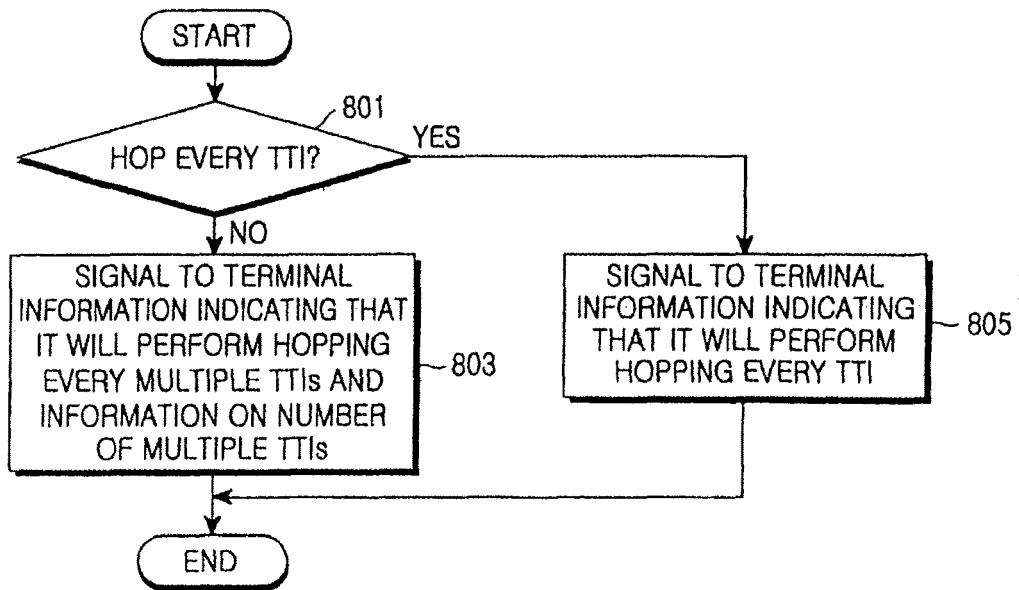 START
801
HOP EVERY TTI?
YES
NO
SIGNAL TO TERMINAL
INFORMATION INDICATING THAT
IT WILL PERFORM HOPPING
EVERY MULTIPLE TTIs AND
INFORMATION ON NUMBER
OF MULTIPLE TTIs
803
SIGNAL TO TERMINAL
INFORMATION INDICATING
THAT IT WILL PERFORM
HOPPING EVERY TTI
805
END